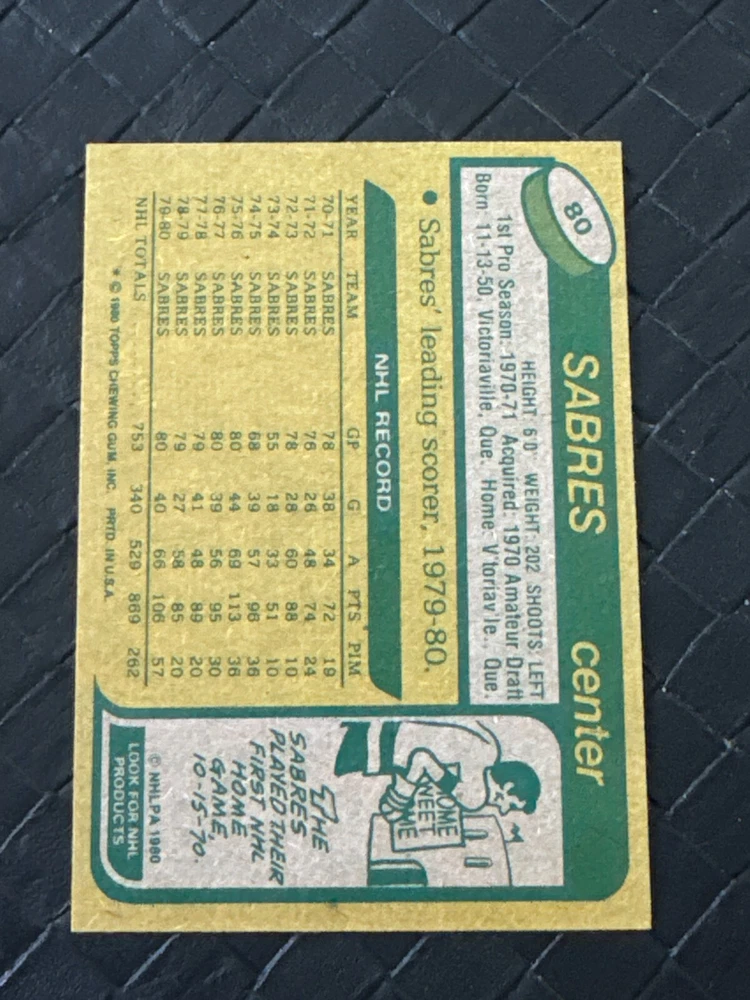 80
SABRES center
HEIGHT: 6'0" WEIGHT: 202 SHOOTS: LEFT
1st Pro Season: 1970-71 Acquired: 1970 Amateur Draft
Born: 11-13-50, Victoriaville, Que. Home: V'toriav'le., Que.
• Sabres' leading scorer, 1979-80.
NHL RECORD
YEAR TEAM GP G A PTS PIM
70-71 SABRES 78 38 34 72 19
71-72 SABRES 76 26 48 74 24
72-73 SABRES 78 28 60 88 10
73-74 SABRES 55 18 33 51 10
74-75 SABRES 68 39 57 96 36
75-76 SABRES 80 44 69 113 36
76-77 SABRES 80 39 56 95 30
77-78 SABRES 79 41 48 89 20
78-79 SABRES 79 27 58 85 20
79-80 SABRES 80 40 66 106 57
NHL TOTALS 753 340 529 869 262
* © 1980 TOPPS CHEWING GUM, INC. PRTD. IN U.S.A.
OME
WEET
ME
THE
SABRES
PLAYED THEIR
FIRST NHL
HOME
GAME,
10-15-70.
© NHLPA 1980
LOOK FOR NHL
PRODUCTS